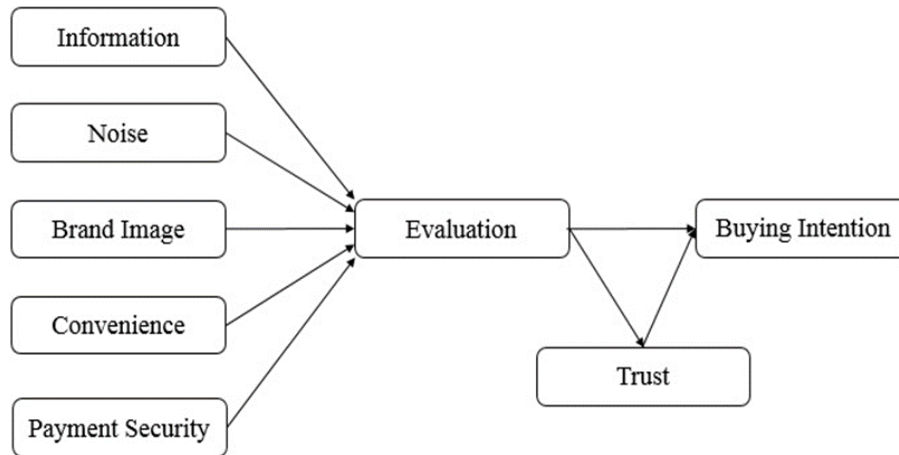 Information
Noise
Brand Image
Evaluation
Buying Intention
Convenience
Trust
Payment Security